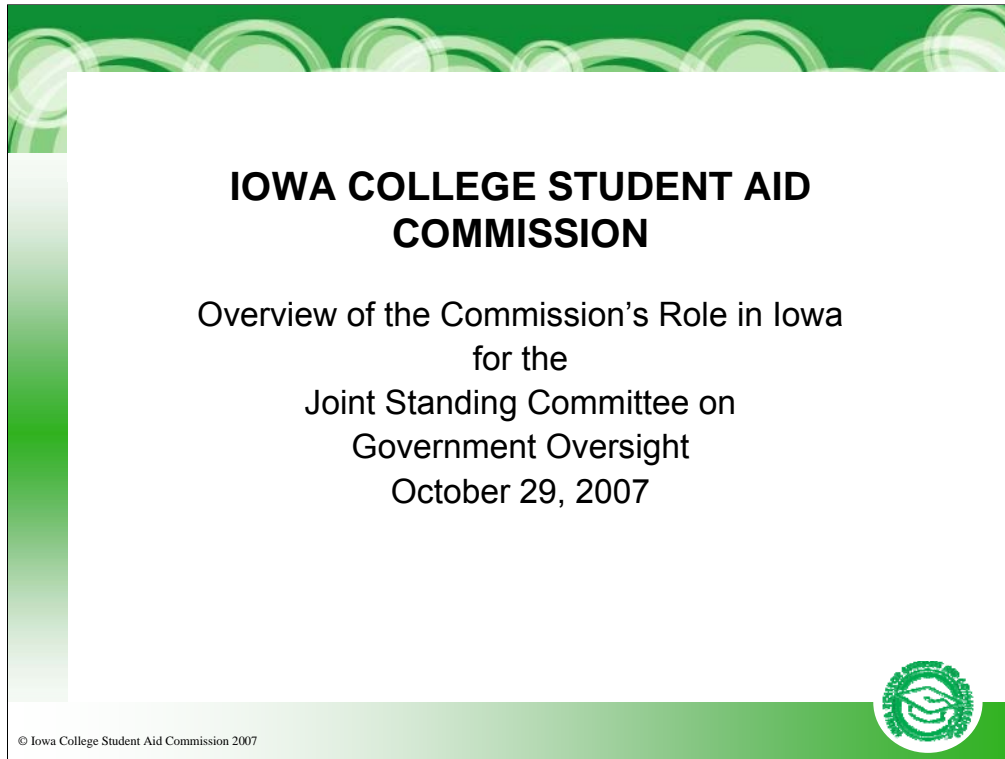 IOWA COLLEGE STUDENT AID
COMMISSION
Overview of the Commission’s Role in Iowa
for the
Joint Standing Committee on
Government Oversight
October 29, 2007
© Iowa College Student Aid Commission 2007